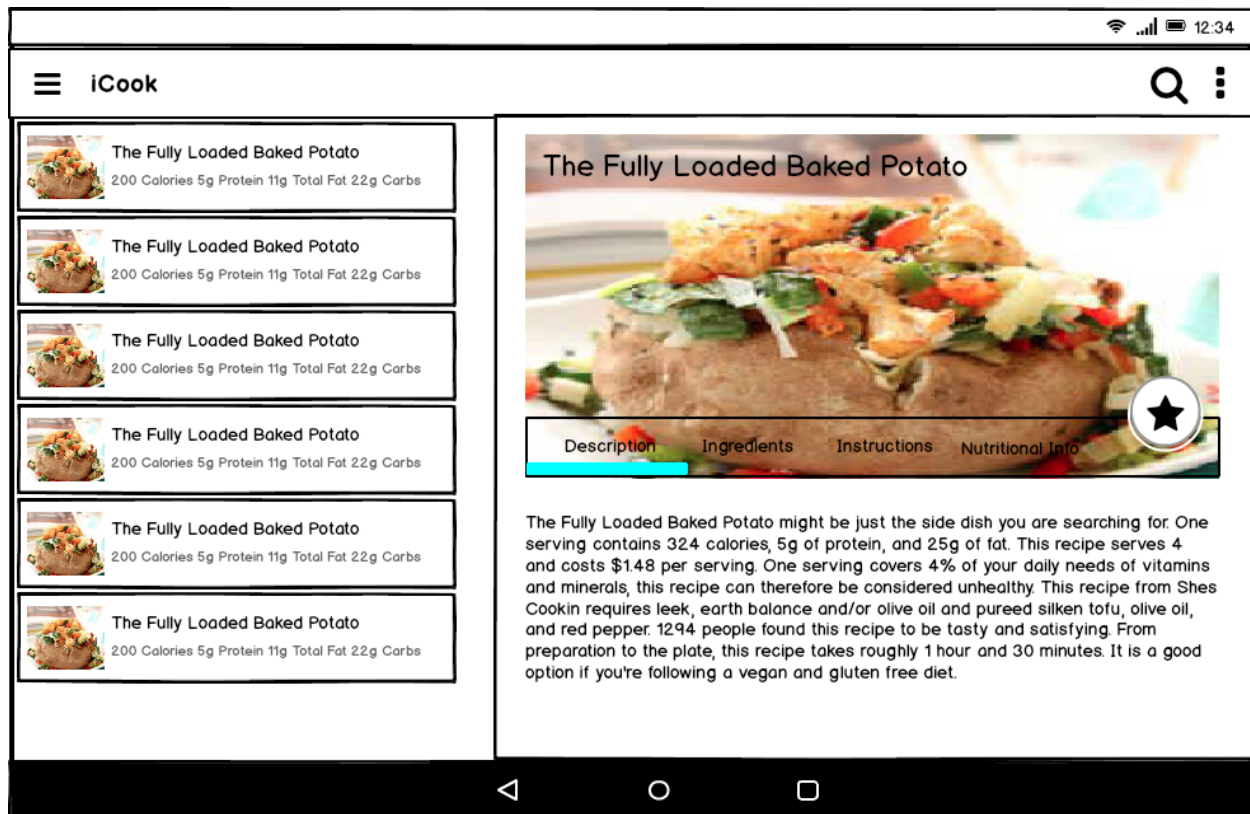 12:34
iCook
The Fully Loaded Baked Potato
200 Calories 5g Protein 11g Total Fat 22g Carbs
The Fully Loaded Baked Potato
200 Calories 5g Protein 11g Total Fat 22g Carbs
The Fully Loaded Baked Potato
200 Calories 5g Protein 11g Total Fat 22g Carbs
The Fully Loaded Baked Potato
200 Calories 5g Protein 11g Total Fat 22g Carbs
The Fully Loaded Baked Potato
200 Calories 5g Protein 11g Total Fat 22g Carbs
The Fully Loaded Baked Potato
200 Calories 5g Protein 11g Total Fat 22g Carbs
The Fully Loaded Baked Potato
Description Ingredients Instructions Nutritional Info
The Fully Loaded Baked Potato might be just the side dish you are searching for. One
serving contains 324 calories, 5g of protein, and 25g of fat. This recipe serves 4
and costs $1.48 per serving. One serving covers 4% of your daily needs of vitamins
and minerals, this recipe can therefore be considered unhealthy. This recipe from Shes
Cookin requires leek, earth balance and/or olive oil and pureed silken tofu, olive oil,
and red pepper. 1294 people found this recipe to be tasty and satisfying. From
preparation to the plate, this recipe takes roughly 1 hour and 30 minutes. It is a good
option if you're following a vegan and gluten free diet.